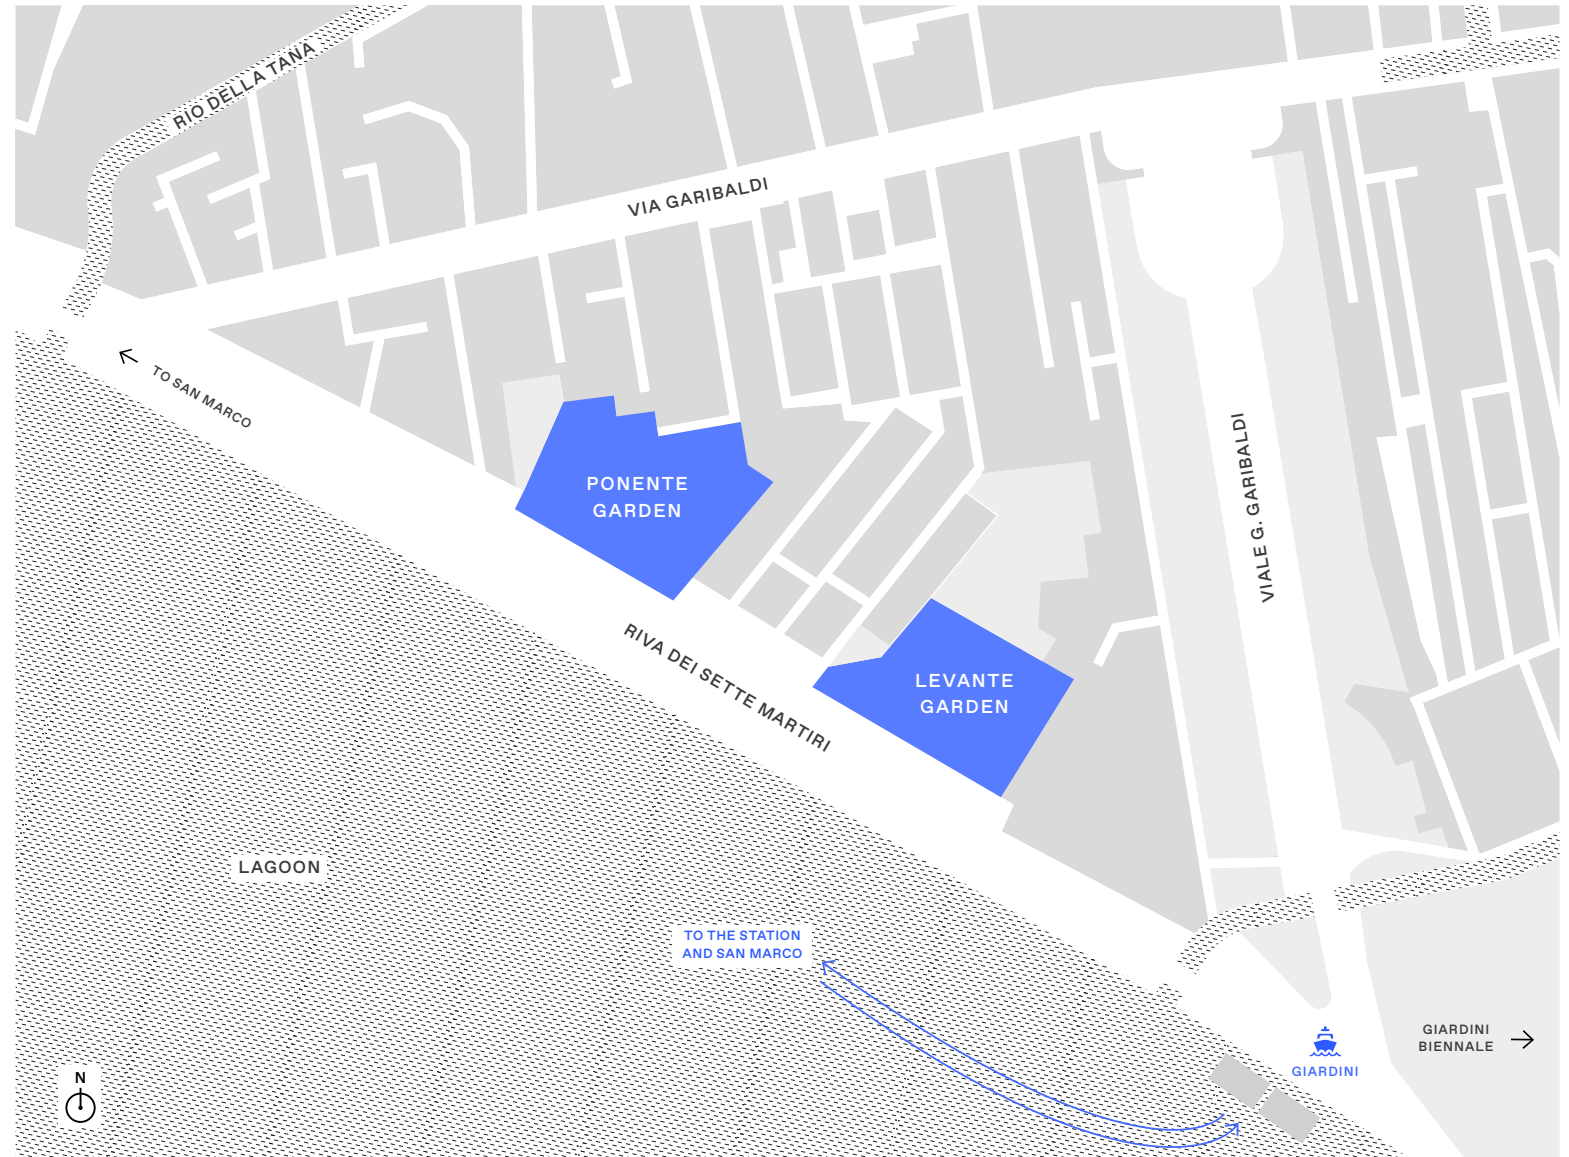 RIO DELLA TANA
VIA GARIBALDI
TO SAN MARCO
PONENTE
GARDEN
VIALE G. GARIBALDI
RIVA DEI SETTE MARTIRI
LEVANTE
GARDEN
LAGOON
TO THE STATION
AND SAN MARCO
GIARDINI
BIENNALE
GIARDINI
N